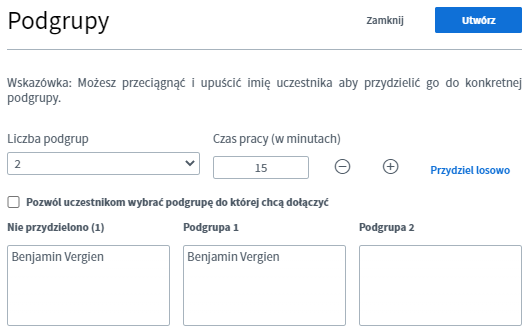 Podgrupy
Zamknij
Utwórz
Wskazówka: Możesz przeciągnąć i upuścić imię uczestnika aby przydzielić go do konkretnej
podgrupy.
Liczba podgrup
Czas pracy (w minutach)
2
15
Przydziel losowo
Pozwól uczestnikom wybrać podgrupę do której chcą dołączyć
Nie przydzielono (1)
Podgrupa 1
Podgrupa 2
Benjamin Vergien
Benjamin Vergien